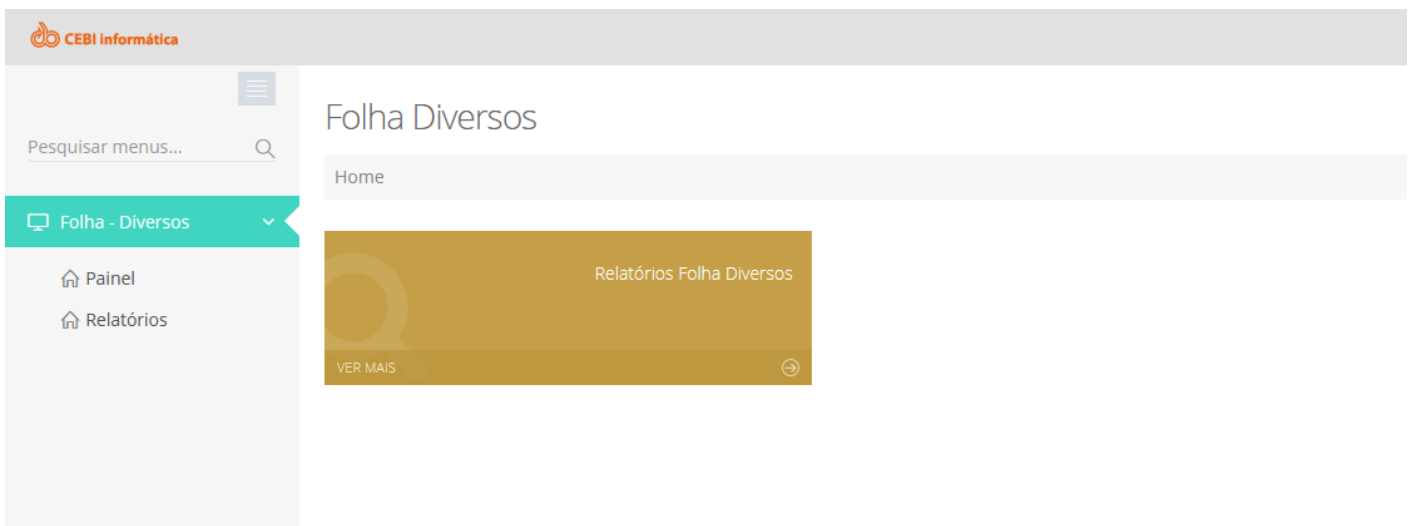 CEBI informática
Pesquisar menus...
Folha - Diversos
Painel
Relatórios
Folha Diversos
Home
Relatórios Folha Diversos
VER MAIS